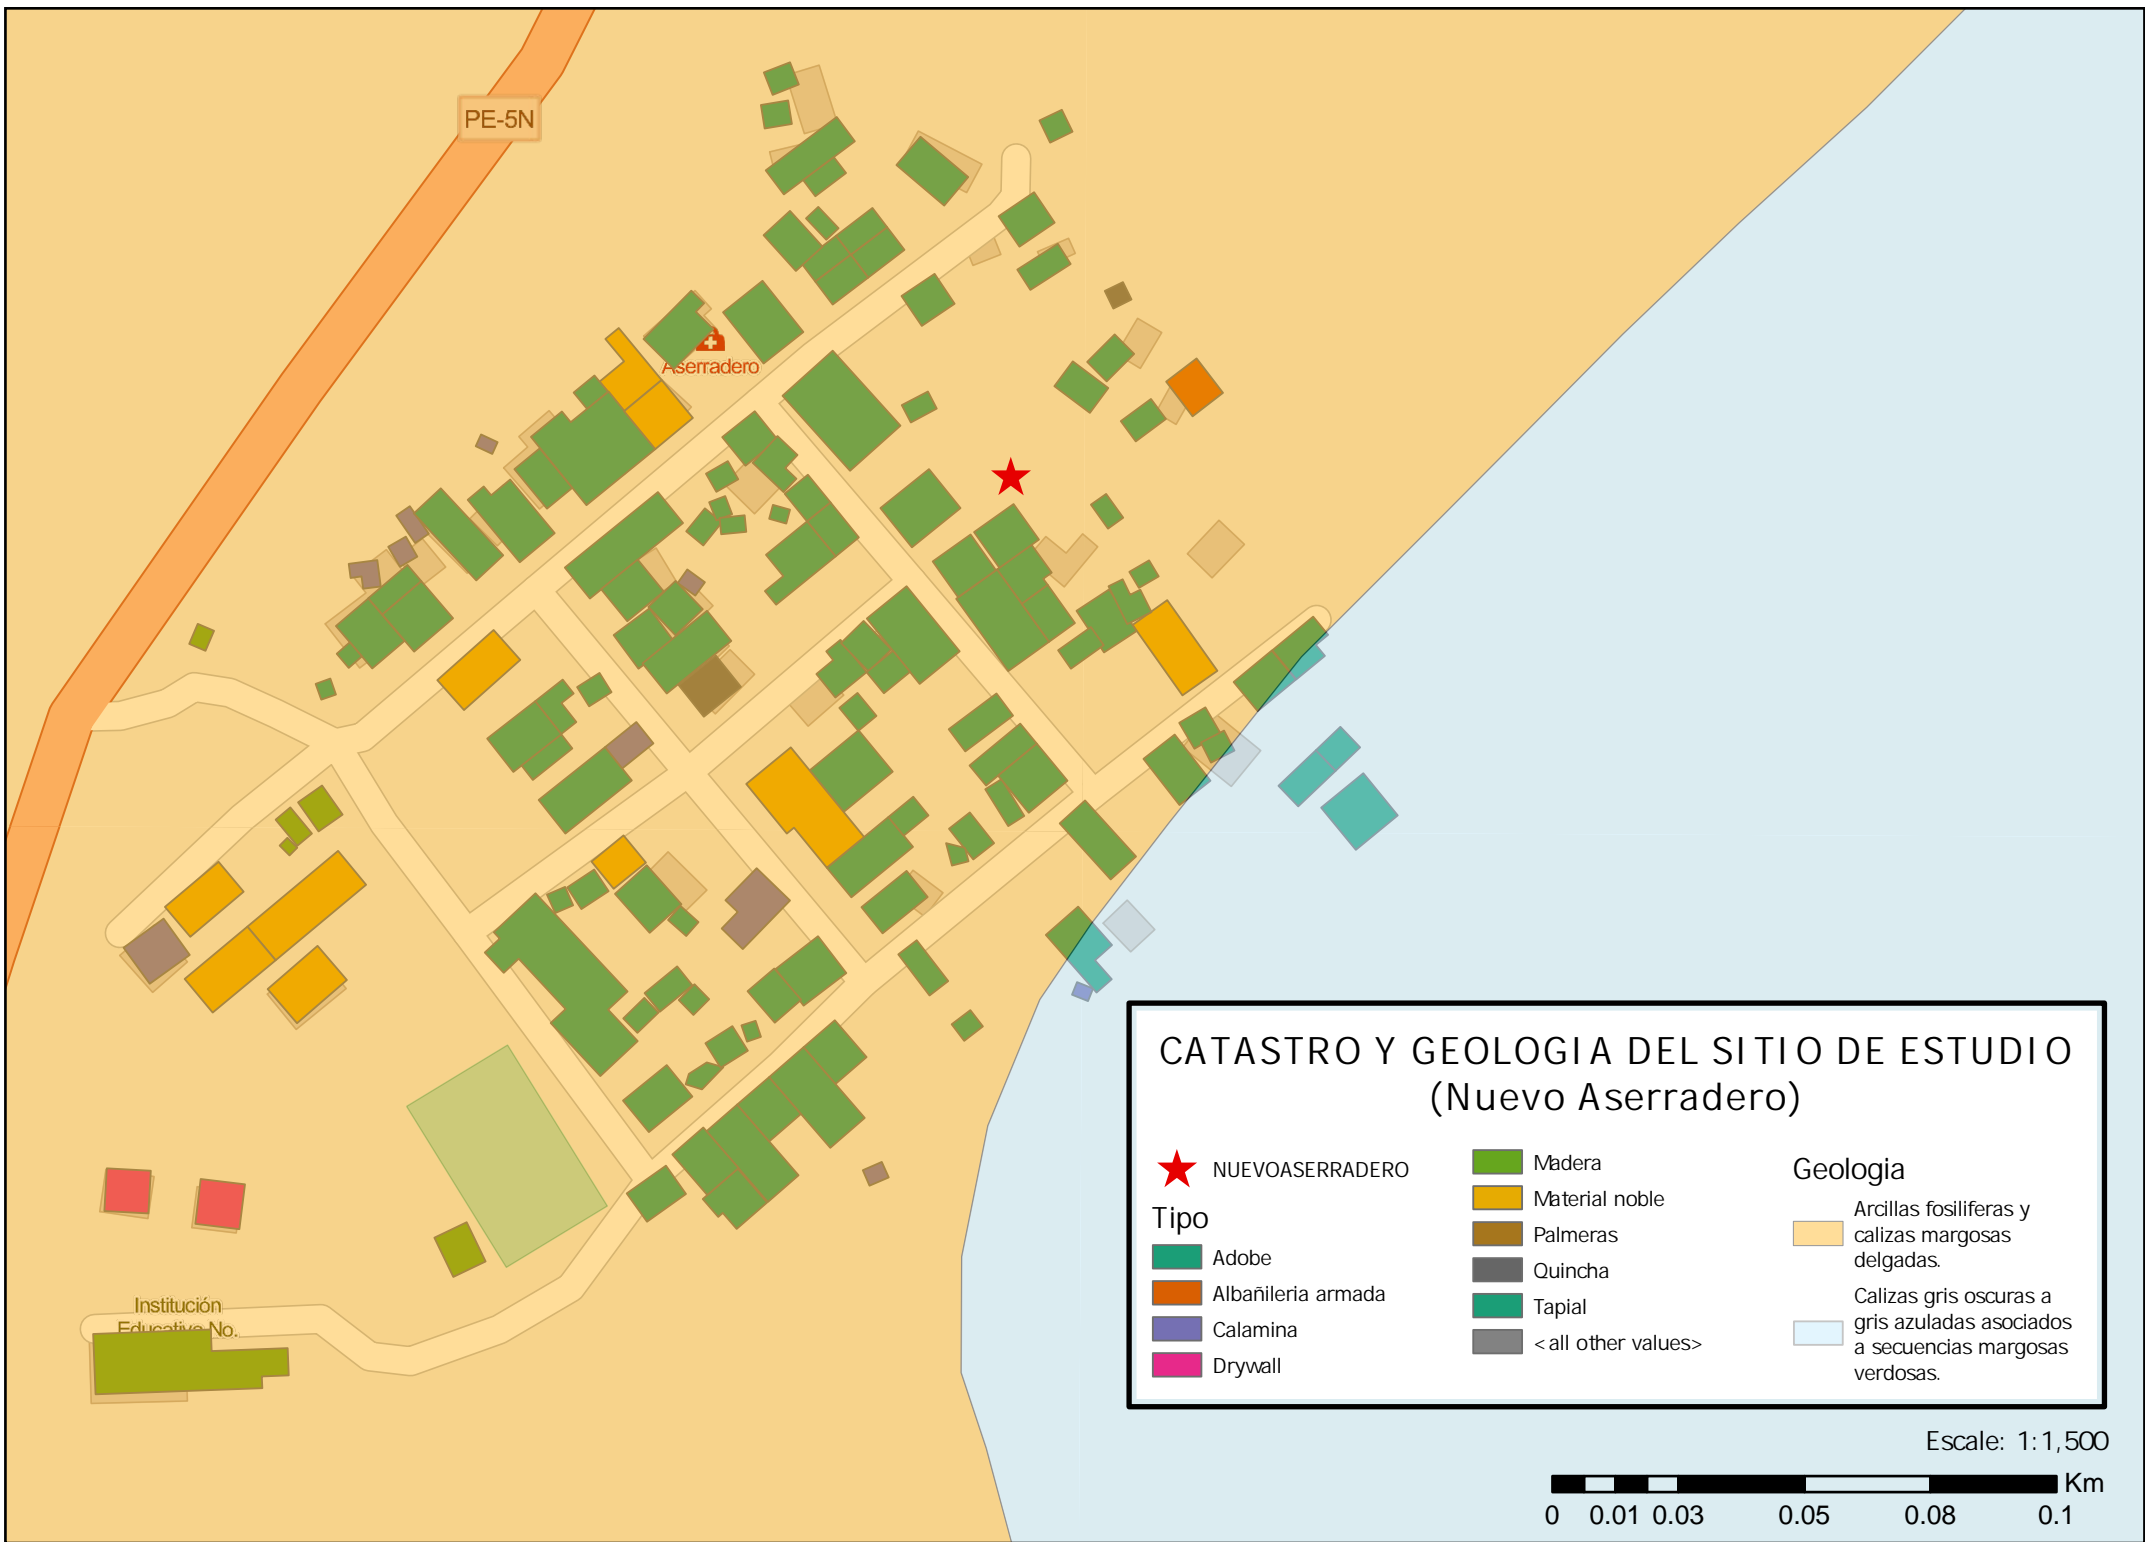 PE-5N
Aserradero
Institución
Educativa No.
CATASTRO Y GEOLOGIA DEL SITIO DE ESTUDIO
(Nuevo Aserradero)
NUEVOASERRADERO
Tipo
Adobe
Albañileria armada
Calamina
Drywall
Madera
Material noble
Palmeras
Quincha
Tapial
<all other values>
Geologia
Arcillas fosiliferas y
calizas margosas
delgadas.
Calizas gris oscuras a
gris azuladas asociados
a secuencias margosas
verdosas.
Escale: 1:1,500
Km
0 0.01 0.03 0.05 0.08 0.1